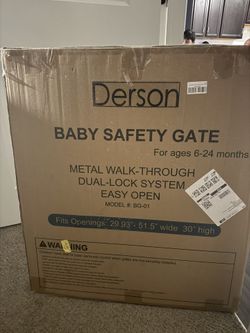 Derson
BABY SAFETY GATE
For ages 6-24 months
METAL WALK-THROUGH
DUAL-LOCK SYSTEM
EASY OPEN
MODEL #: BG-01
Fits Openings 29.93"- 51.5" wide 30" high
WARNING